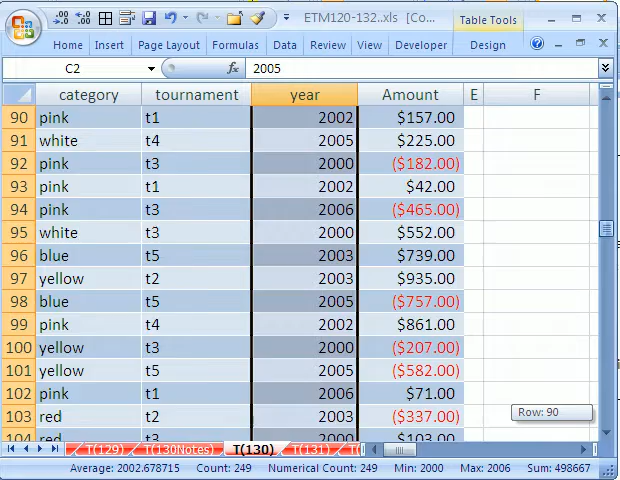 ETM120-132..xls [Co...
Table Tools
Home Insert Page Layout Formulas Data Review View Developer Design
C2 fx 2005
category tournament year Amount E F
90 pink t1 2002 $157.00
91 white t4 2005 $225.00
92 pink t3 2000 ($182.00)
93 pink t1 2002 $42.00
94 pink t3 2006 ($465.00)
95 white t3 2000 $552.00
96 blue t5 2003 $739.00
97 yellow t2 2003 $935.00
98 blue t5 2005 ($757.00)
99 pink t4 2002 $861.00
100 yellow t3 2000 ($207.00)
101 yellow t5 2005 ($582.00)
102 pink t1 2006 $71.00
103 red t2 2003 ($337.00)
104 red t3 2000 $103.00
Row: 90
T(129) T(130Notes) T(130) T(131)
Average: 2002.678715 Count: 249 Numerical Count: 249 Min: 2000 Max: 2006 Sum: 498667